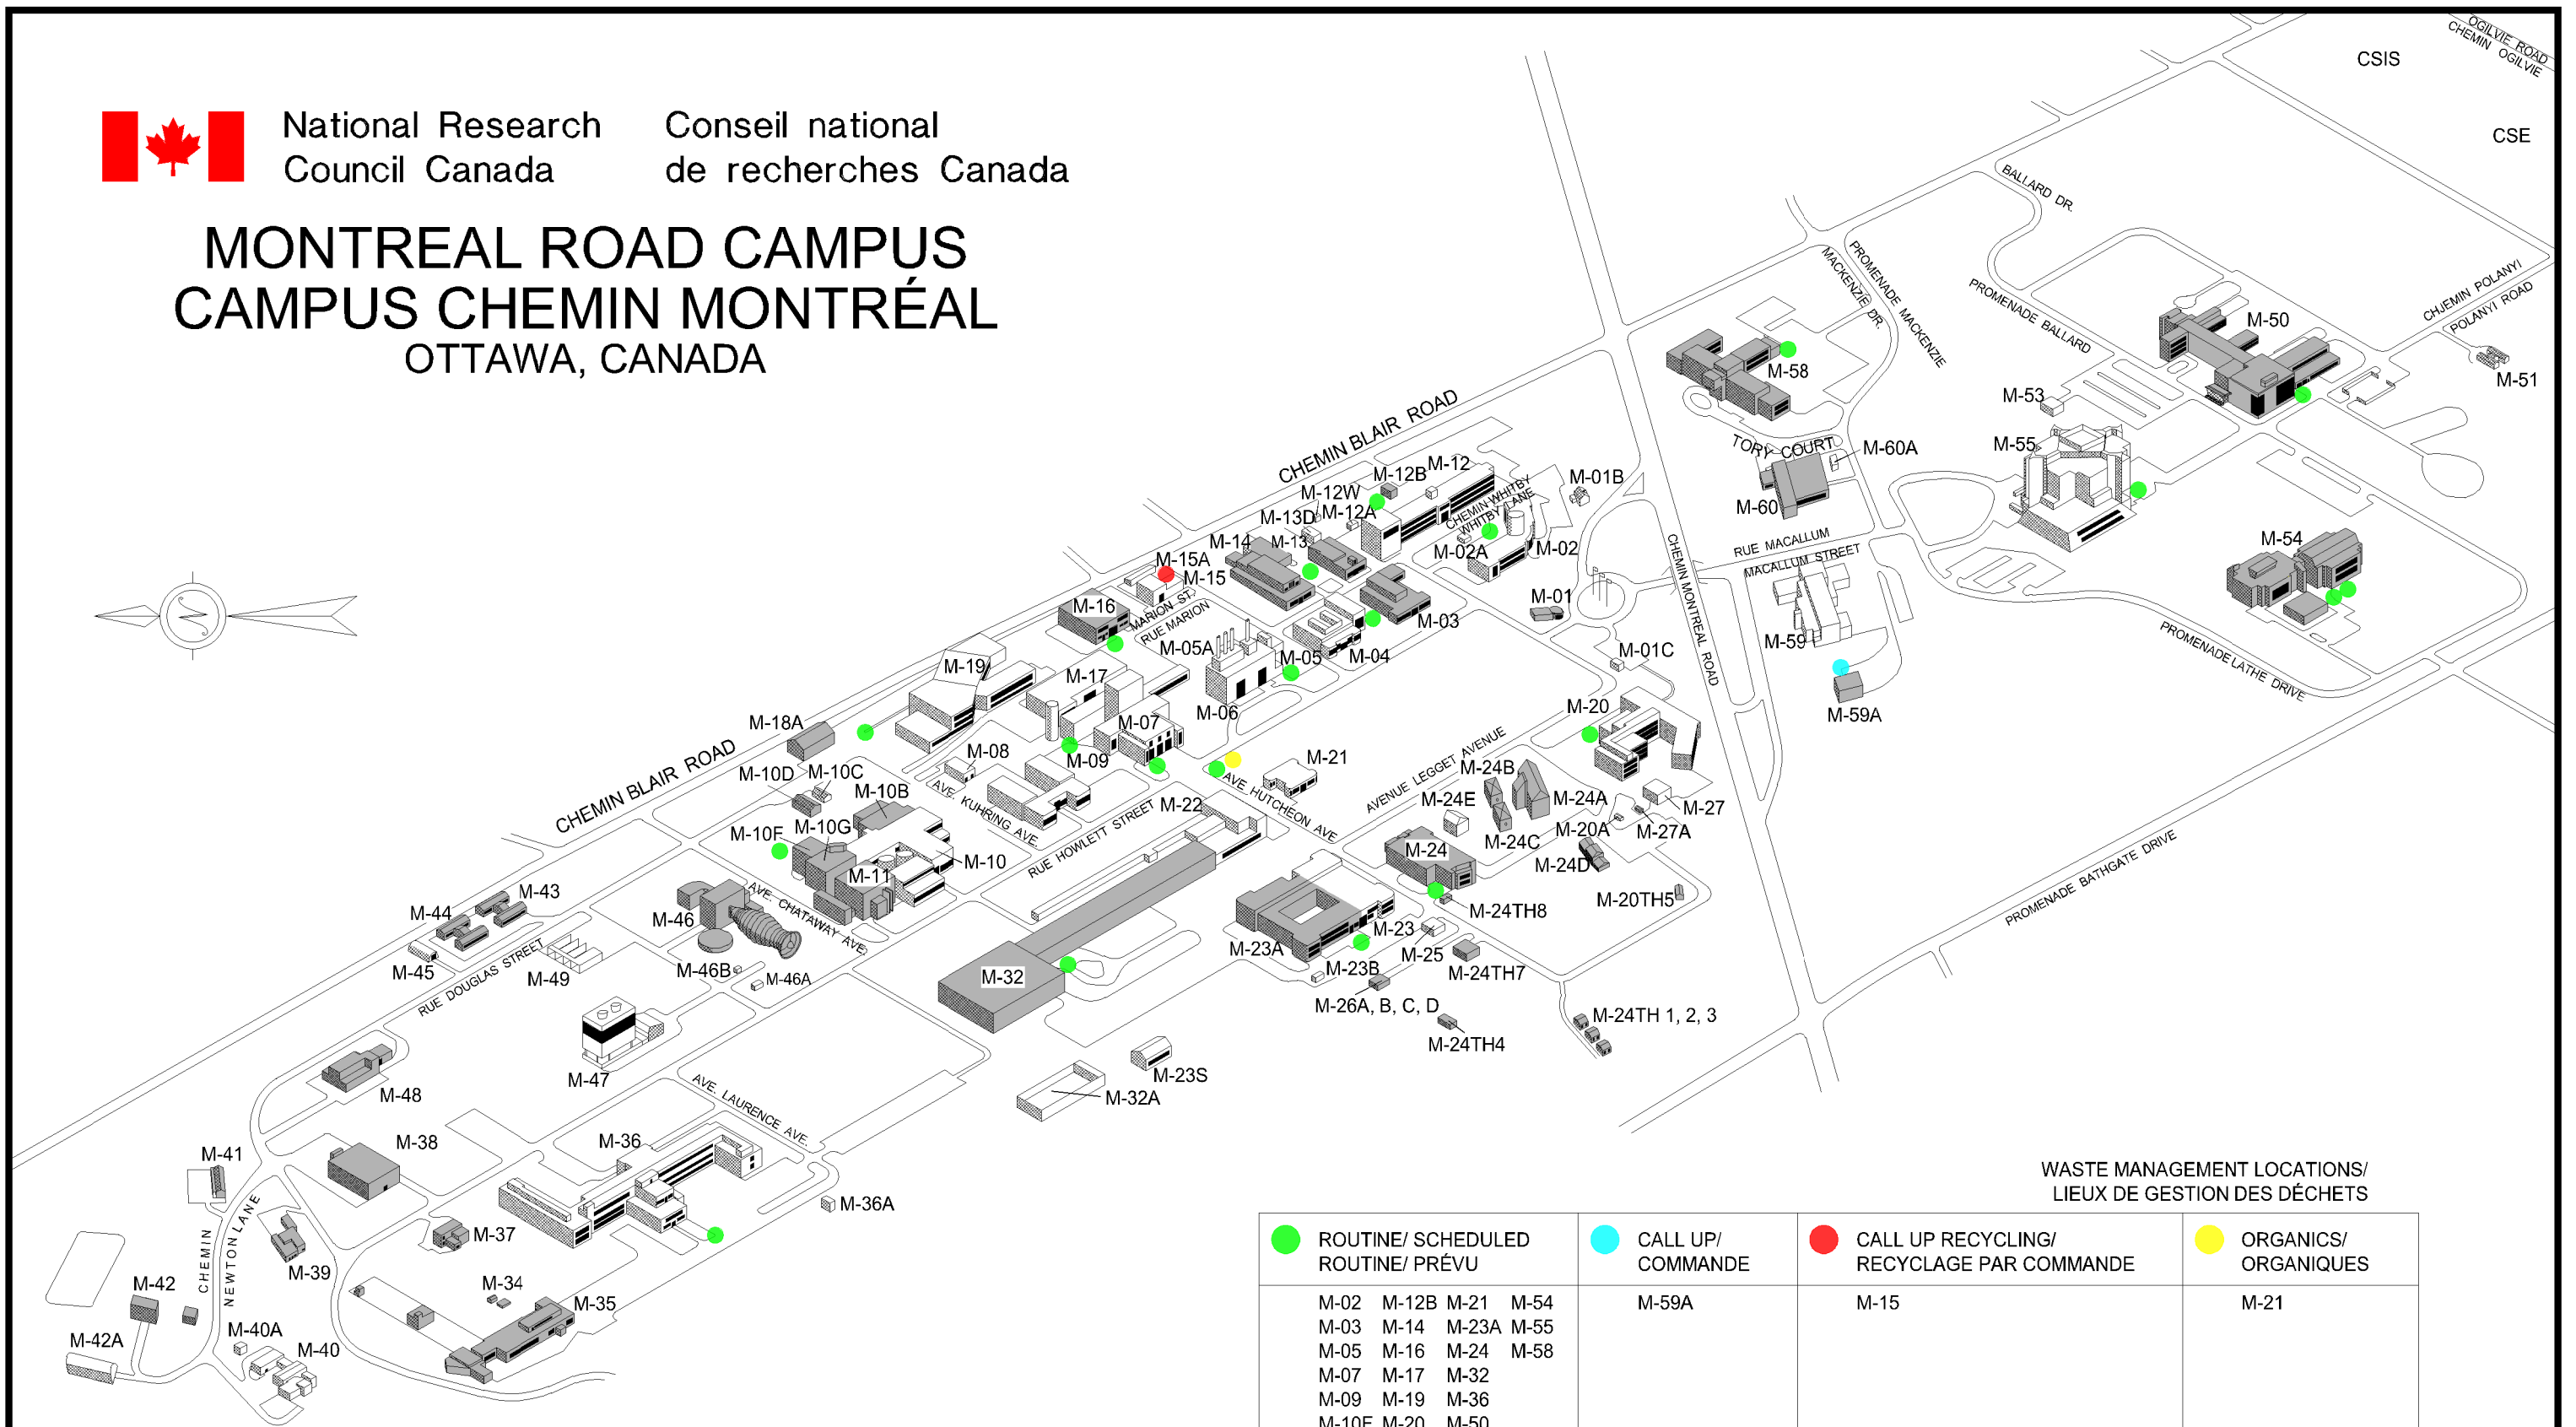 National Research Council Canada
Conseil national de recherches Canada
MONTREAL ROAD CAMPUS
CAMPUS CHEMIN MONTRÉAL
OTTAWA, CANADA
OGILVIE ROAD
CHEMIN OGILVIE
CSIS
CSE
BALLARD DR.
PROMENADE BALLARD
PROMENADE MACKENZIE
MACKENZIE DR.
CHJEMIN POLANYI
POLANYI ROAD
M-50
M-51
M-58
M-53
M-55
TORY COURT
M-60A
M-60
M-54
CHEMIN BLAIR ROAD
M-12B
M-12
M-12W
M-12A
M-13D
M-13
M-14
CHEMIN WHITBY
WHITBY LANE
M-01B
M-02A
M-02
RUE MACALLUM
MACALLUM STREET
CHEMIN MONTREAL ROAD
M-15A
M-15
M-16
MARION ST.
RUE MARION
M-01
M-03
M-04
M-05A
M-05
M-06
M-01C
M-59
M-59A
PROMENADE LATHE DRIVE
M-19
M-17
M-07
M-18A
M-08
M-09
M-20
M-21
AVE. HUTCHEON AVE.
AVENUE LEGGET AVENUE
CHEMIN BLAIR ROAD
M-10D
M-10C
M-10B
AVE. KUHRING AVE.
RUE HOWLETT STREET
M-22
M-24B
M-24E
M-24A
M-24C
M-27
M-20A
M-27A
M-24D
M-10F
M-10G
M-10
M-11
M-24
M-20TH5
M-24TH8
PROMENADE BATHGATE DRIVE
M-43
M-44
M-45
M-46
AVE. CHATAWAY AVE.
RUE DOUGLAS STREET
M-49
M-46B
M-46A
M-32
M-23A
M-23
M-25
M-23B
M-24TH7
M-26A, B, C, D
M-24TH 1, 2, 3
M-24TH4
M-47
M-48
M-23S
M-32A
AVE. LAURENCE AVE.
M-38
M-36
M-41
M-36A
M-37
M-39
CHEMIN
NEWTON LANE
M-42
M-34
M-35
M-42A
M-40A
M-40
WASTE MANAGEMENT LOCATIONS/
LIEUX DE GESTION DES DÉCHETS
ROUTINE/ SCHEDULED
ROUTINE/ PRÉVU
CALL UP/
COMMANDE
CALL UP RECYCLING/
RECYCLAGE PAR COMMANDE
ORGANICS/
ORGANIQUES
M-02 M-12B M-21 M-54 M-59A M-15 M-21
M-03 M-14 M-23A M-55
M-05 M-16 M-24 M-58
M-07 M-17 M-32
M-09 M-19 M-36
M-10F M-20 M-50